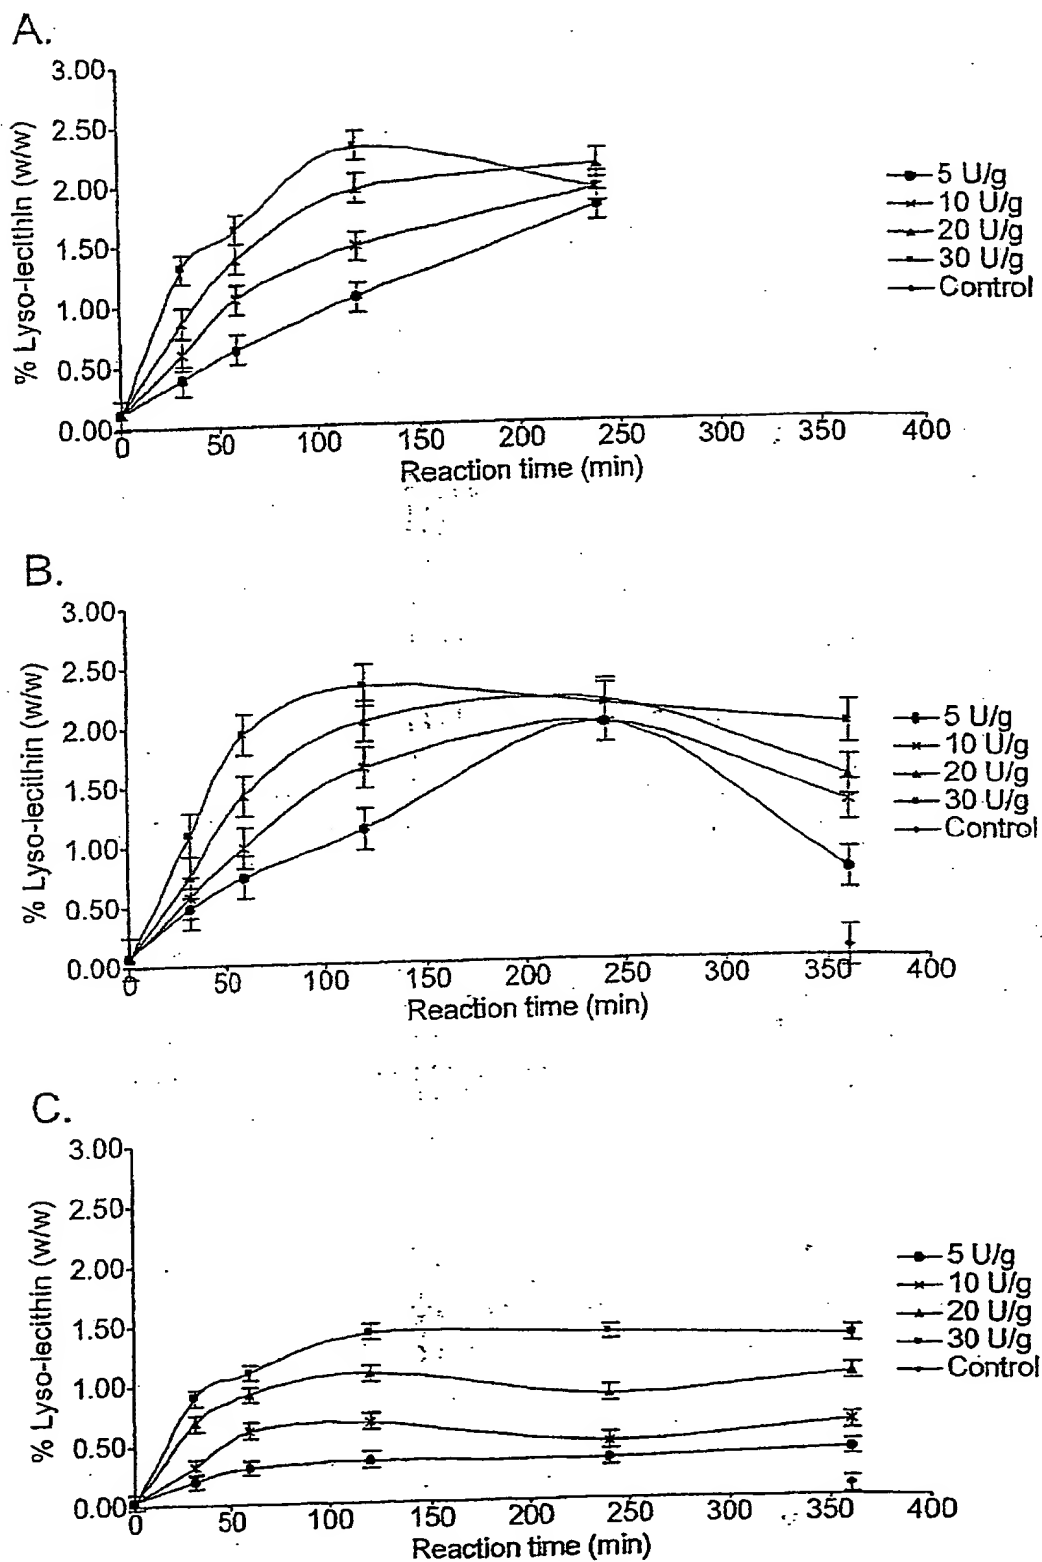 A.
3.00
2.50
2.00
1.50
1.00
0.50
0.00
% Lyso-lecithin (w/w)
0 50 100 150 200 250 300 350 400
Reaction time (min)
5 U/g
10 U/g
20 U/g
30 U/g
Control
B.
3.00
2.50
2.00
1.50
1.00
0.50
0.00
% Lyso-lecithin (w/w)
0 50 100 150 200 250 300 350 400
Reaction time (min)
5 U/g
10 U/g
20 U/g
30 U/g
Control
C.
3.00
2.50
2.00
1.50
1.00
0.50
0.00
% Lyso-lecithin (w/w)
0 50 100 150 200 250 300 350 400
Reaction time (min)
5 U/g
10 U/g
20 U/g
30 U/g
Control